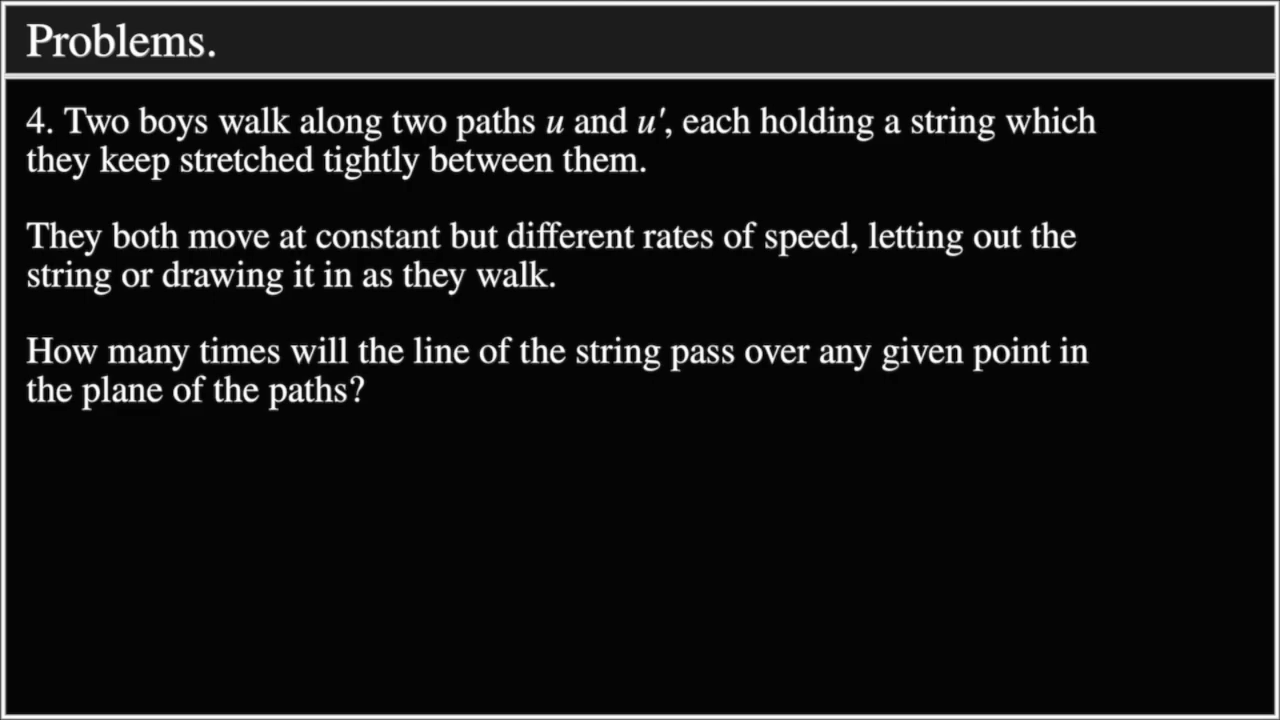 Problems.
4. Two boys walk along two paths u and u′, each holding a string which
they keep stretched tightly between them.
They both move at constant but different rates of speed, letting out the
string or drawing it in as they walk.
How many times will the line of the string pass over any given point in
the plane of the paths?